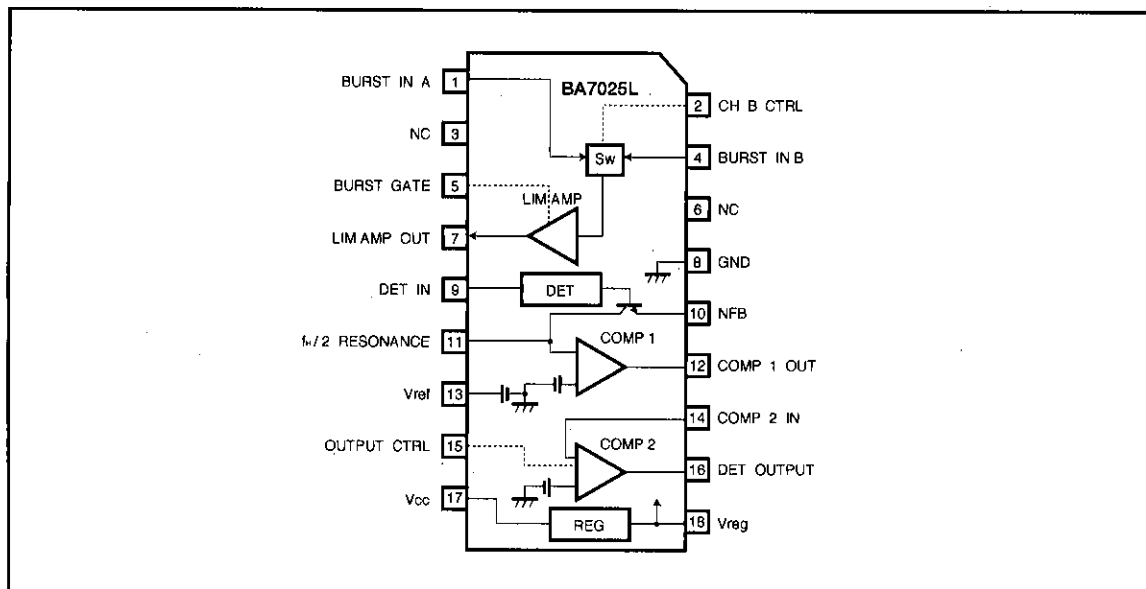 BA7025L
BURST IN A 1
2 CH B CTRL
NC 3
Sw
4 BURST IN B
BURST GATE 5
LIM AMP
6 NC
LIM AMP OUT 7
8 GND
DET IN 9
DET
10 NFB
fH/2 RESONANCE 11
COMP 1
12 COMP 1 OUT
Vref 13
14 COMP 2 IN
OUTPUT CTRL 15
COMP 2
16 DET OUTPUT
Vcc 17
REG
18 Vreg